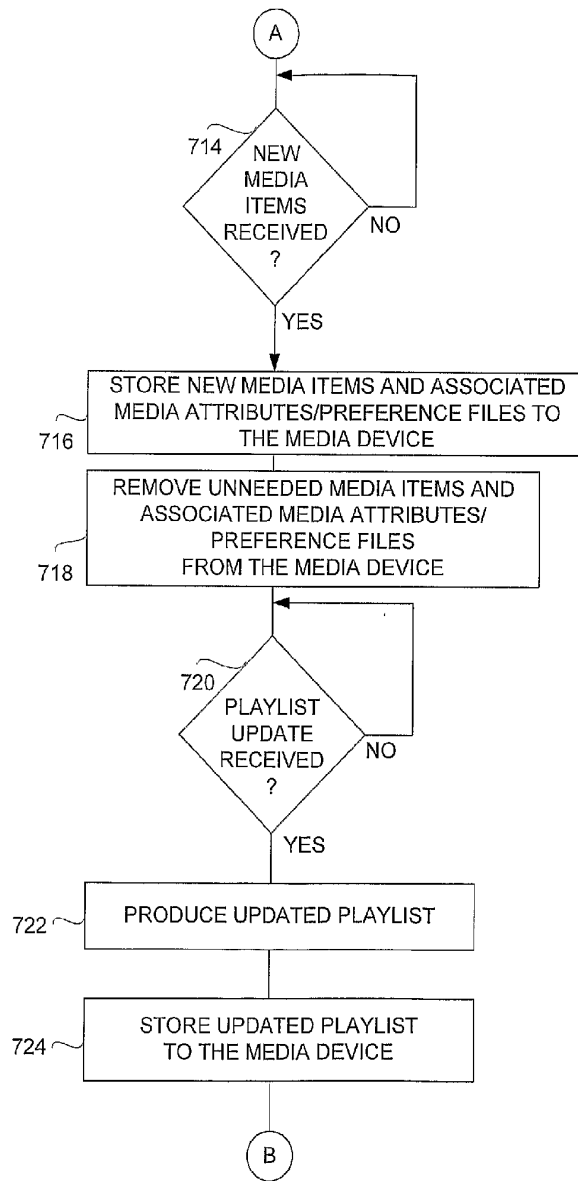 A
714
NEW
MEDIA
ITEMS
RECEIVED
?
NO
YES
STORE NEW MEDIA ITEMS AND ASSOCIATED
MEDIA ATTRIBUTES/PREFERENCE FILES TO
THE MEDIA DEVICE
716
REMOVE UNNEEDED MEDIA ITEMS AND
ASSOCIATED MEDIA ATTRIBUTES/
PREFERENCE FILES
FROM THE MEDIA DEVICE
718
720
PLAYLIST
UPDATE
RECEIVED
?
NO
YES
722
PRODUCE UPDATED PLAYLIST
STORE UPDATED PLAYLIST
TO THE MEDIA DEVICE
724
B